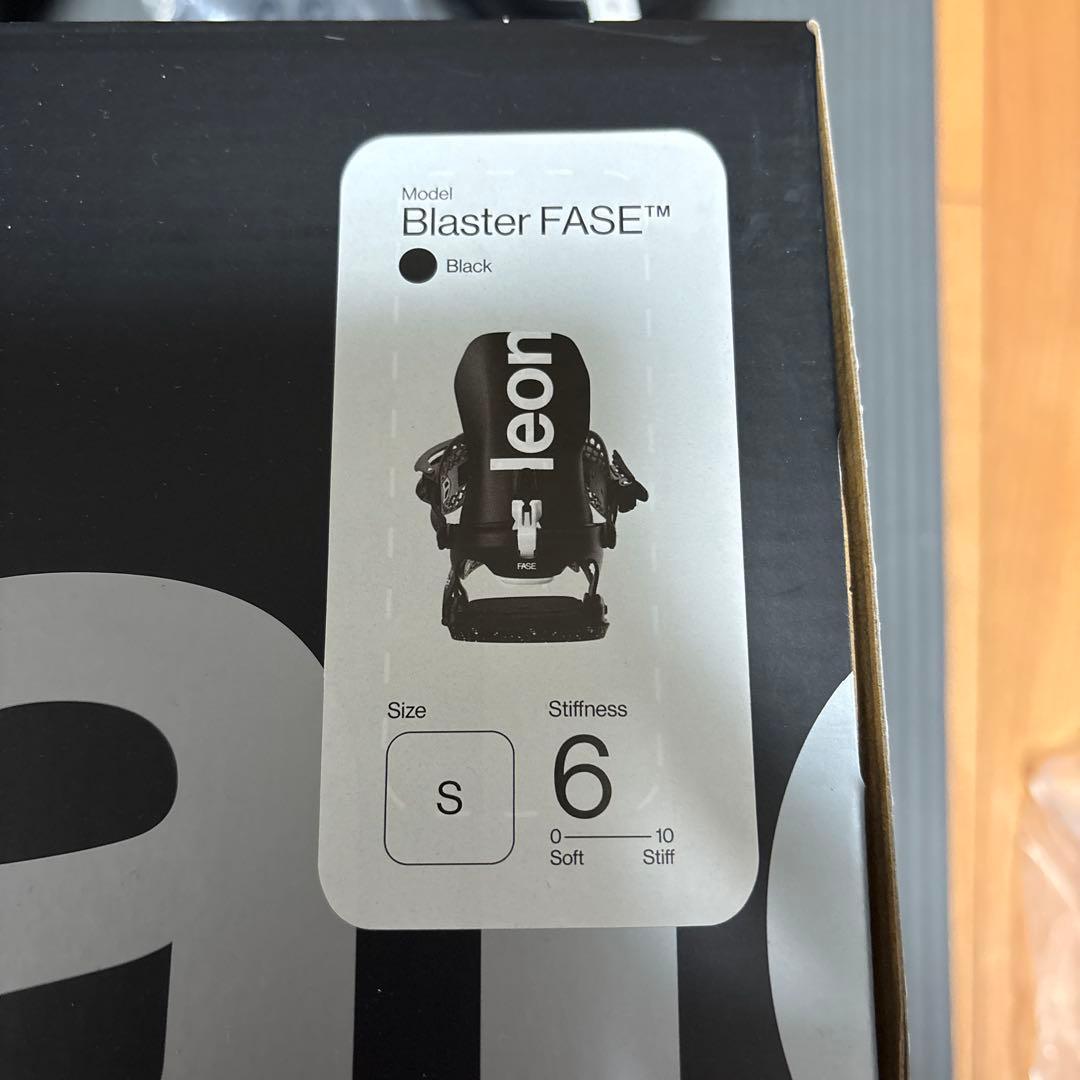 Model
Blaster FASE™
Black
leon
FASE
Size
Stiffness
S
6
0
10
Soft
Stiff